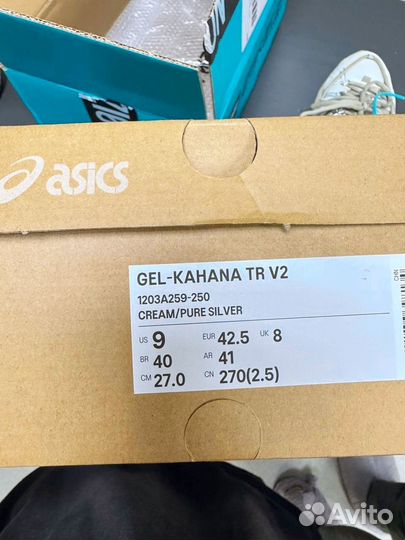 asics
GEL-KAHANA TR V2
1203A259-250
CREAM/PURE SILVER
US 9 EUR 42.5 UK 8
BR 40 AR 41
CM 27.0 CN 270(2.5)
CHN
Avito